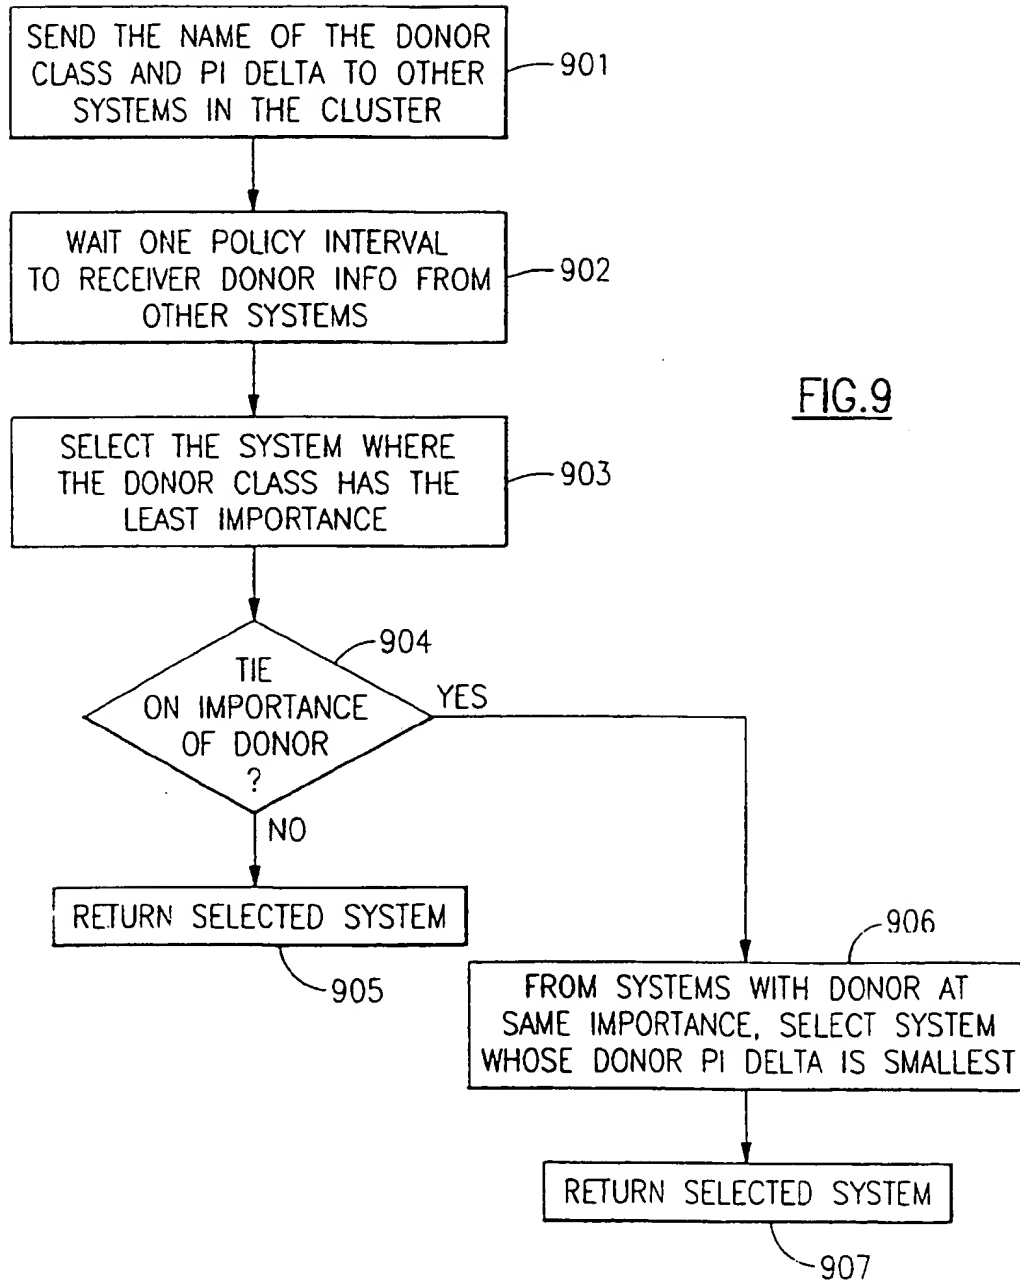 SEND THE NAME OF THE DONOR
CLASS AND PI DELTA TO OTHER
SYSTEMS IN THE CLUSTER
901
WAIT ONE POLICY INTERVAL
TO RECEIVER DONOR INFO FROM
OTHER SYSTEMS
902
FIG.9
SELECT THE SYSTEM WHERE
THE DONOR CLASS HAS THE
LEAST IMPORTANCE
903
904
TIE
ON IMPORTANCE
OF DONOR
?
YES
NO
RETURN SELECTED SYSTEM
905
906
FROM SYSTEMS WITH DONOR AT
SAME IMPORTANCE, SELECT SYSTEM
WHOSE DONOR PI DELTA IS SMALLEST
RETURN SELECTED SYSTEM
907